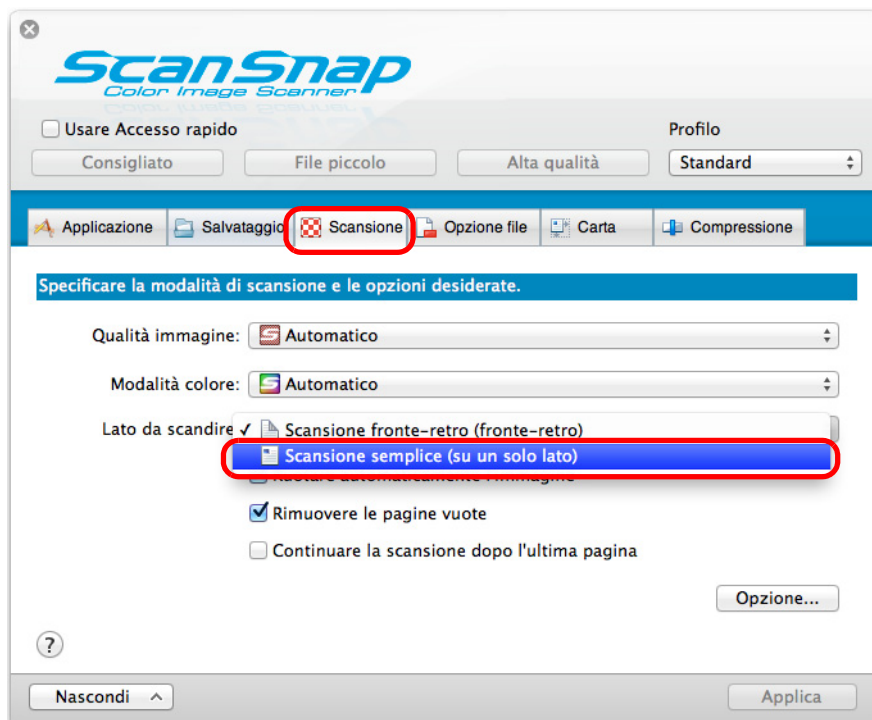 ScanSnap
Color Image Scanner
Usare Accesso rapido
Profilo
Consigliato File piccolo Alta qualità Standard
Applicazione Salvataggio Scansione Opzione file Carta Compressione
Specificare la modalità di scansione e le opzioni desiderate.
Qualità immagine: Automatico
Modalità colore: Automatico
Lato da scandire ✓ Scansione fronte-retro (fronte-retro)
Scansione semplice (su un solo lato)
Ruotare automaticamente l'immagine
Rimuovere le pagine vuote
Continuare la scansione dopo l'ultima pagina
Opzione...
?
Nascondi Applica